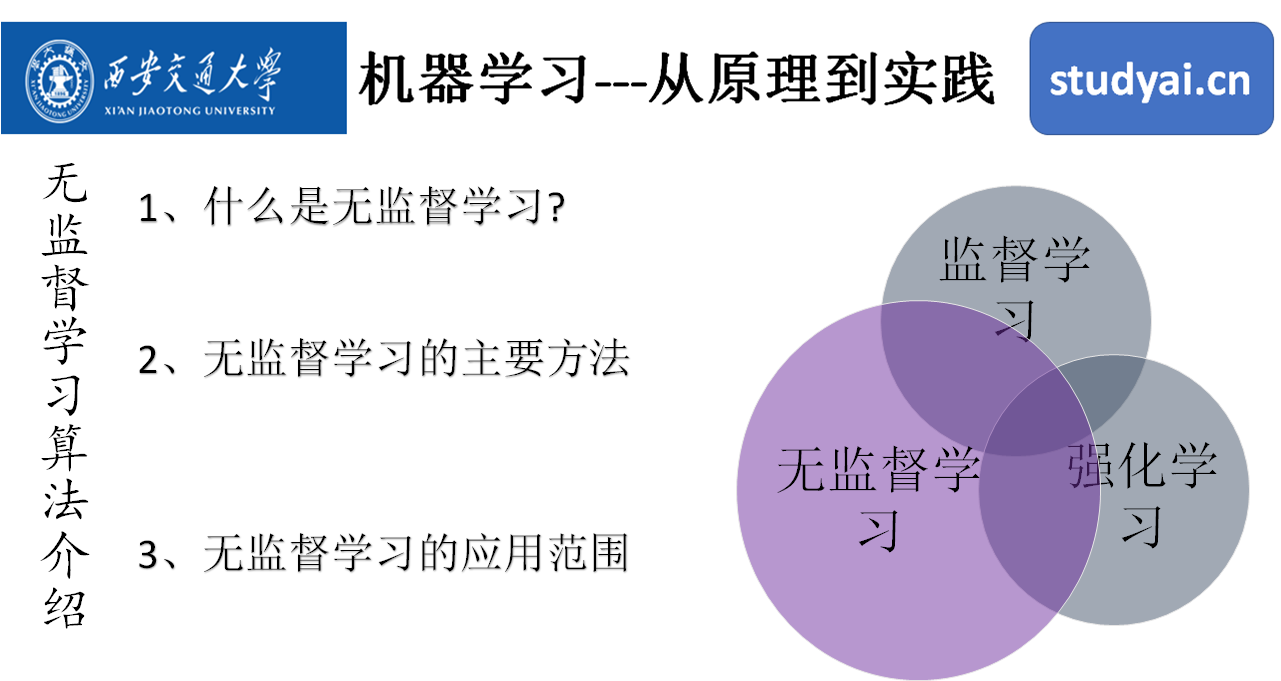 西安交通大學
XI'AN JIAOTONG UNIVERSITY
机器学习---从原理到实践
studyai.cn
无监督学习算法介绍
1、什么是无监督学习?
2、无监督学习的主要方法
3、无监督学习的应用范围
监督学
习
无监督学
习
强化学
习